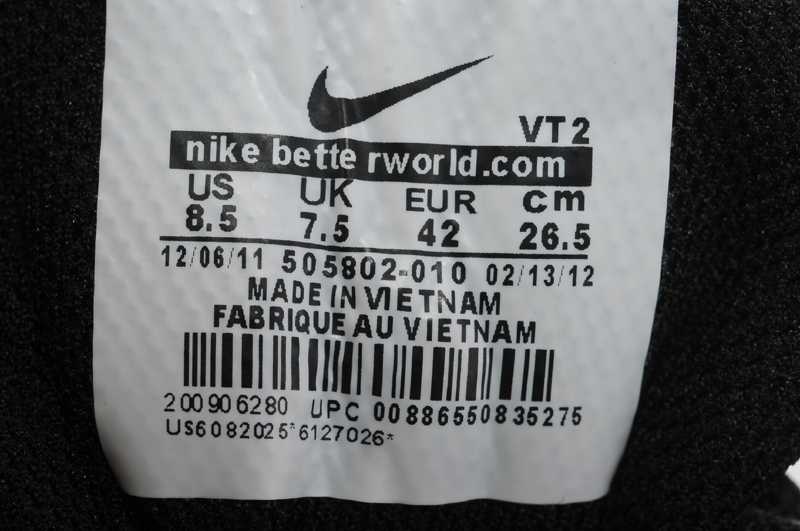 VT2
nike bette rworld.com
US UK EUR cm
8.5 7.5 42 26.5
12/06/11 505802-010 02/13/12
MADE IN VIETNAM
FABRIQUE AU VIETNAM
200906280 UPC 00886550835275
US6082025*6127026*